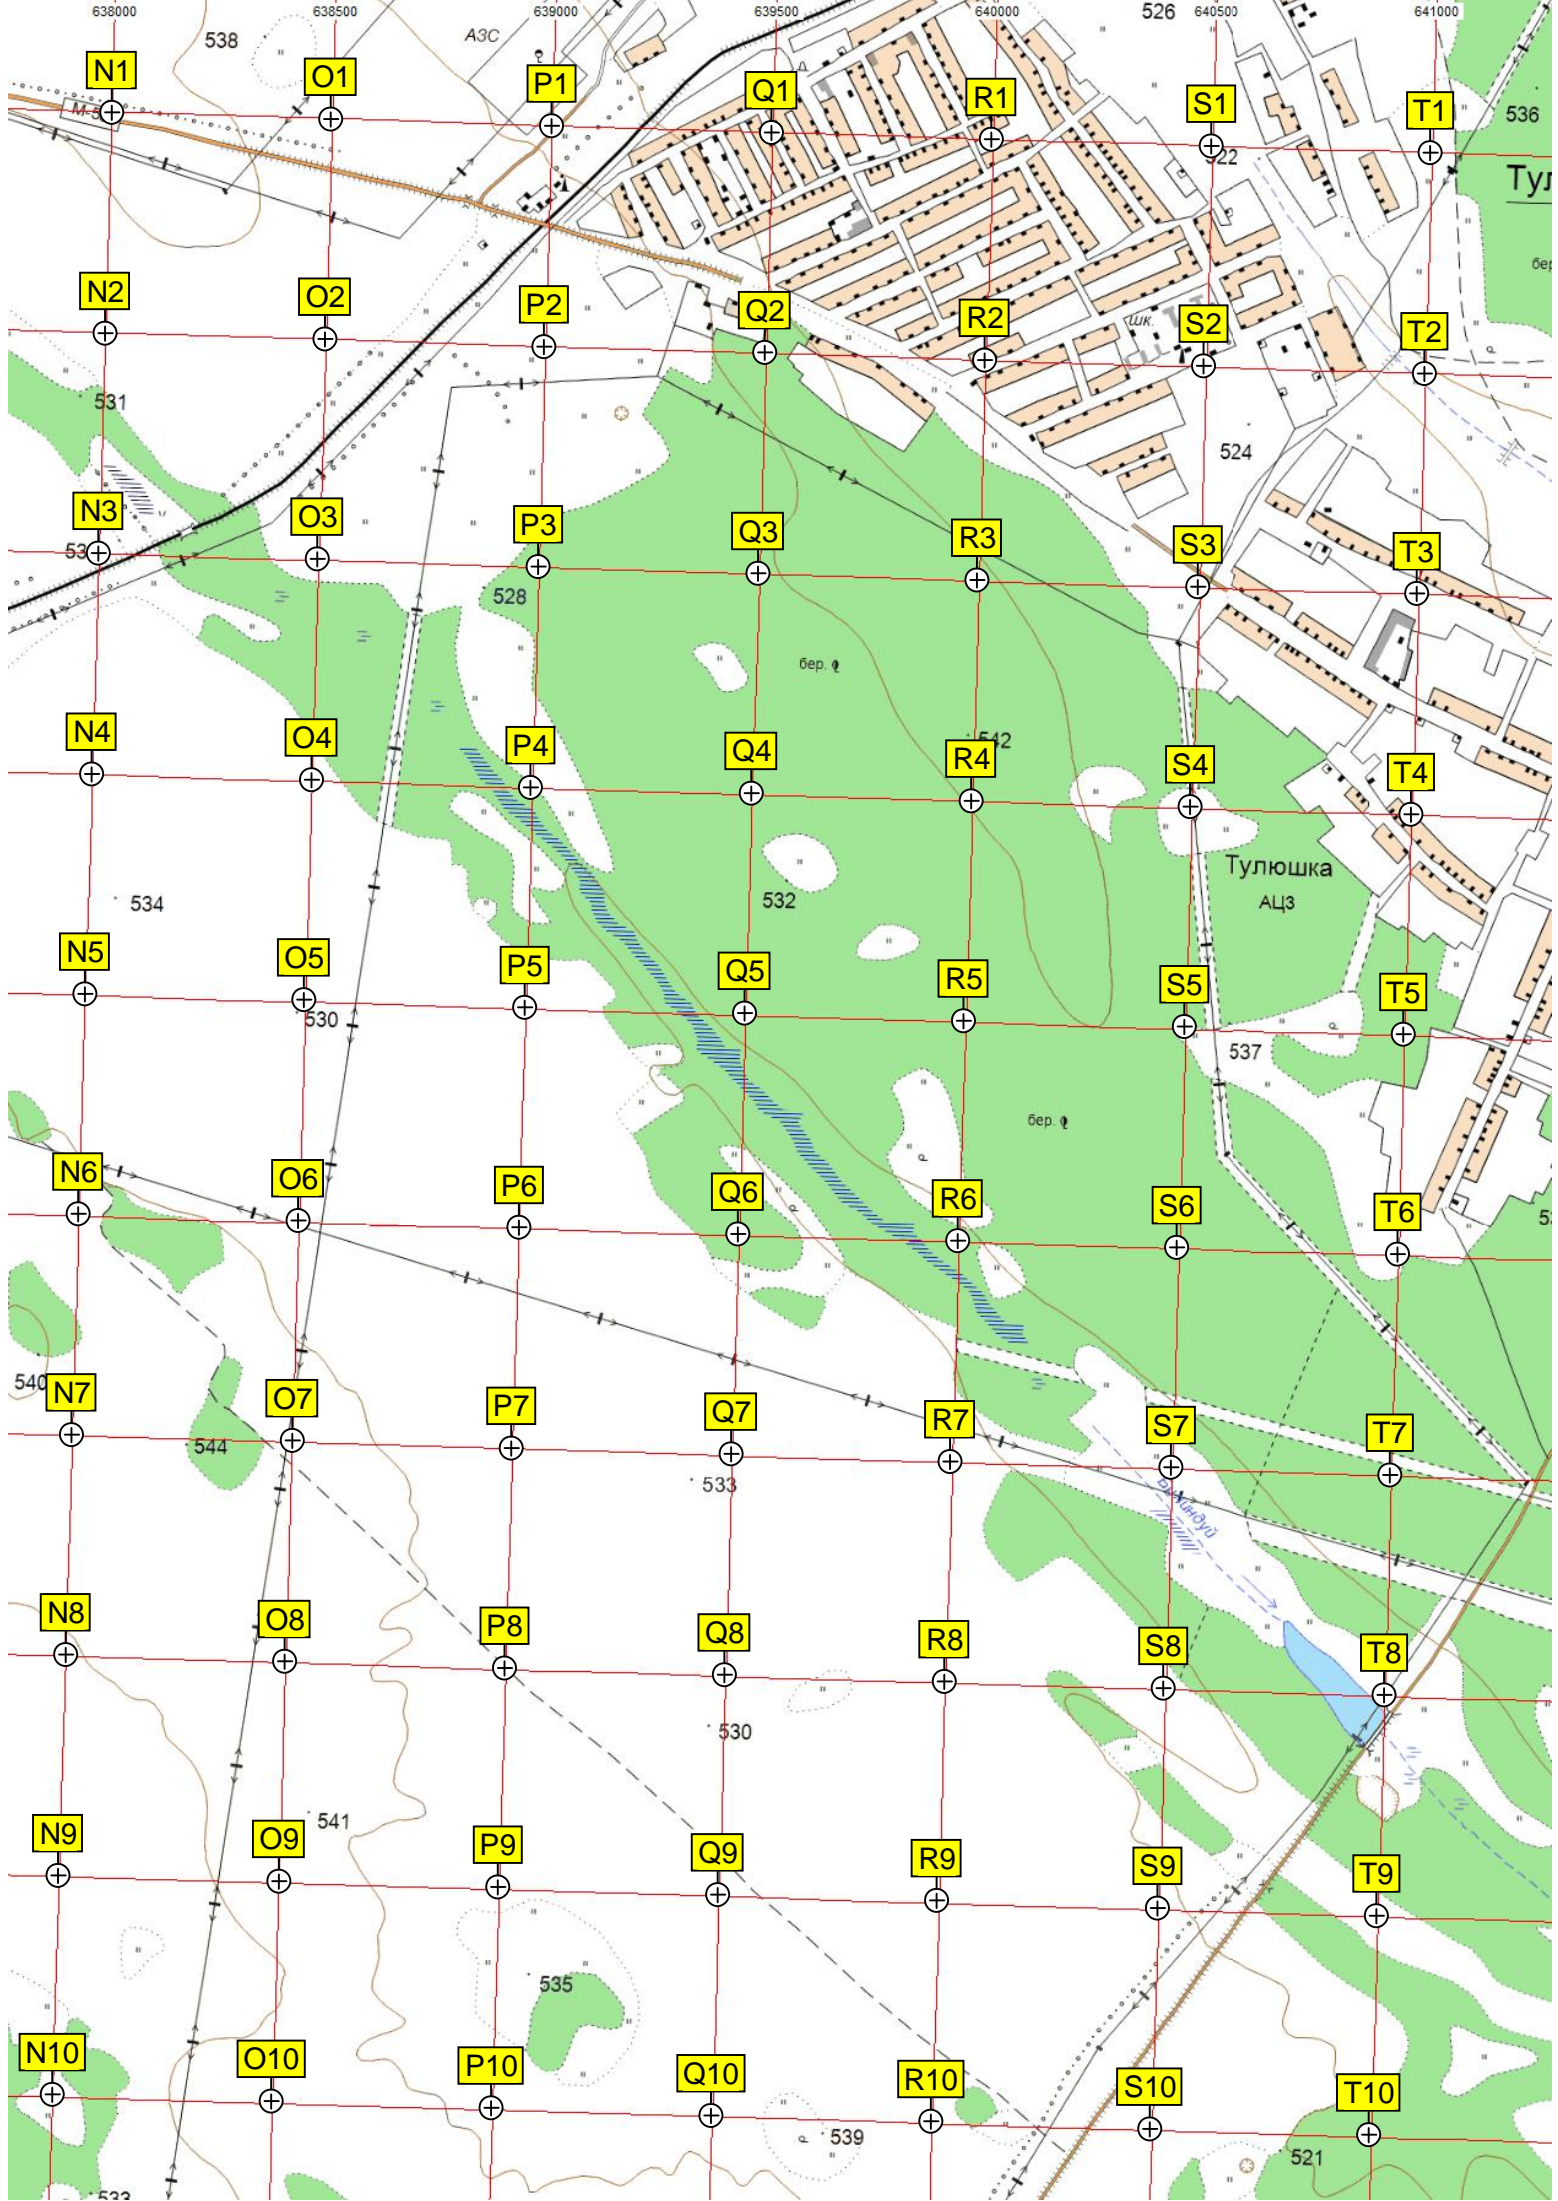 638000 638500 639000 639500 640000 640500 641000
538 АЗС 526
N1 O1 P1 Q1 R1 S1 T1
М-5 522 536
Тул
бер
N2 O2 P2 Q2 R2 S2 T2
шк.
531
524
N3 O3 P3 Q3 R3 S3 T3
53
528
бер.
N4 O4 P4 Q4 R4 S4 T4
542
Тулюшка
АЦЗ
534 532
N5 O5 P5 Q5 R5 S5 T5
530 537
бер.
N6 O6 P6 Q6 R6 S6 T6
540
N7 O7 P7 Q7 R7 S7 T7
544 533
N8 O8 P8 Q8 R8 S8 T8
530
541
N9 O9 P9 Q9 R9 S9 T9
535
N10 O10 P10 Q10 R10 S10 T10
539 521
533